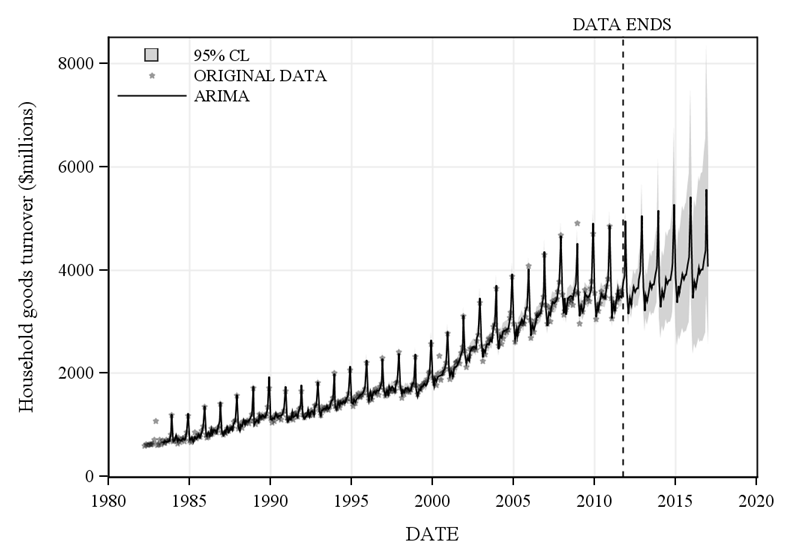 DATA ENDS
95% CL
ORIGINAL DATA
ARIMA
8000
6000
4000
2000
0
Household goods turnover ($millions)
1980 1985 1990 1995 2000 2005 2010 2015 2020
DATE